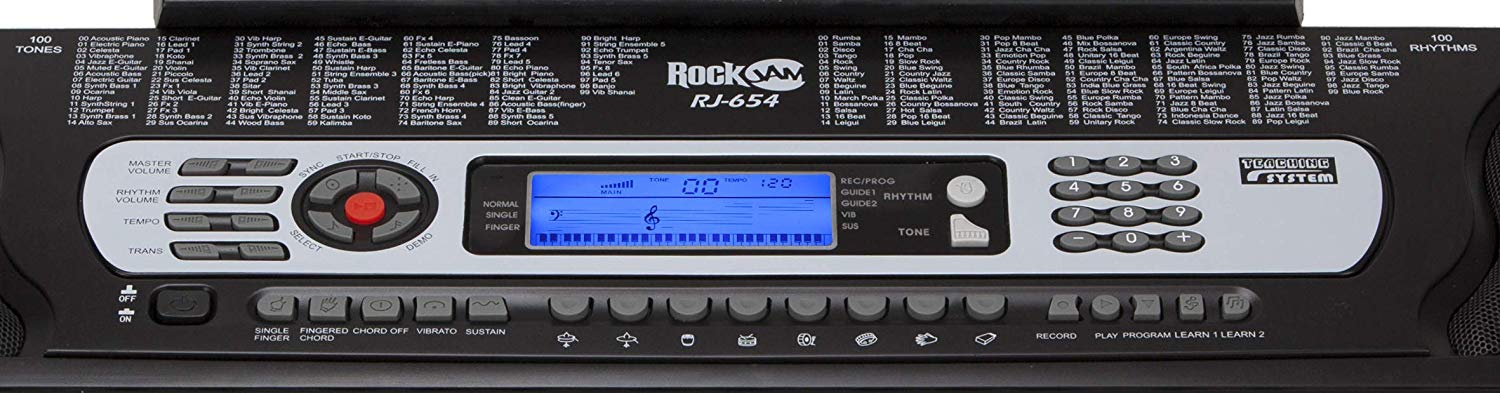 100
TONES
00 Acoustic Piano
01 Electric Piano
02 Celesta
03 Vibraphone
04 Jazz E-Guitar
05 Muted E-Guitar
06 Acoustic Bass
07 Electric Guitar
08 Synth Bass 1
09 Ocarina
10 Harp
11 SynthString 1
12 Trumpet
13 Synth Brass 1
14 Alto Sax
15 Clarinet
16 Lead 1
17 Pad 1
18 Koto
19 Shanai
20 Violin
21 Piccolo
22 Sus Celesta
23 Fx 1
24 Vib Viola
25 Short E-Guitar
26 Fx 2
27 Fx 3
28 Synth Bass 2
29 Sus Ocarina
30 Vib Harp
31 Synth String 2
32 Trombone
33 Synth Brass 2
34 Soprano Sax
35 Vib Clarinet
36 Lead 2
37 Pad 2
38 Sitar
39 Short Shanai
40 Echo Violin
41 Vib E-Piano
42 Bright Celesta
43 Sus Vibraphone
44 Wood Bass
45 Sustain E-Guitar
46 Echo Bass
47 Sustain E-Bass
48 Synth Bass 3
49 Whistle
50 Echo Harp
51 String Ensemble 3
52 Tuba
53 Synth Brass 3
54 Middle Sax
55 Sustain Clarinet
56 Lead 3
57 Pad 3
58 Sustain Koto
59 Kalimba
60 Fx 4
61 Sustain E-Piano
62 Echo Celesta
63 Fx 5
64 Fretless Bass
65 Clean E-Guitar
66 Acoustic Bass(pick)
67 Baritone E-Bass
68 Synth Bass 4
69 Fx 6
70 Echo Harp
71 String Ensemble 4
72 French Horn
73 Synth Brass 4
74 Baritone Sax
75 Bassoon
76 Lead 4
77 Pad 4
78 Fx 7
79 Short Violin
80 Echo Piano
81 Bright Piano
82 Short Celesta
83 Bright Vibraphone
84 Jazz Guitar 2
85 Clean E-Guitar
86 Acoustic Bass(finger)
87 Vib E-Bass
88 Synth Bass 5
89 Short Ocarina
90 Bright Harp
91 String Ensemble 5
92 Echo Trumpet
93 Synth Brass 5
94 Tenor Sax
95 Fx 8
96 Lead 6
97 Pad 5
98 Banjo
99 Vib Shanai
ROCKJAM
RJ-654
00 Rumba
01 Samba
02 Disco
03 Pop
04 Rock
05 Swing
06 Country
07 Waltz
08 Beguine
09 Latin
10 March Polka
11 Bossanova
12 Tango
13 16 Beat
14 Leigui
15 Mambo
16 8 Beat
17 Cha-Cha
18 Pop Cha-Cha
19 Pop Rock
20 Slow Rock
21 Country Jazz
22 Classic Waltz
23 Blue Beguine
24 Rock Latin
25 Classic Polka
26 Country Bossanova
27 Classic Tango
28 Pop 16 Beat
29 Blue Leigui
30 Pop Mambo
31 Pop 8 Beat
32 Jazz Cha Cha
33 Jazz Disco
34 Country Rock
35 Blue Rhumba
36 Classic Samba
37 Europe Disco
38 Jazz Pop
39 Emotion Rock
40 Classic Swing
41 South Country
42 Country Waltz
43 Classic Beguine
44 Brazil Latin
45 Blue Polka
46 Mix Bossanova
47 Rock Salsa
48 Unitary Beat
49 Classic Leigui
50 Brazil Mambo
51 Europe 8 Beat
52 Country Cha Cha
53 India Blue Grass
54 Blue Slow Rock
55 Europe Rumba
56 Rock Samba
57 Rock Disco
58 Classic Tango
59 Unitary Rock
60 Europe Swing
61 Classic Country
62 Argentina Waltz
63 Europe Beguine
64 Jazz Latin
65 Europe Polka
66 Pattern Bossanova
67 Blue Salsa
68 16 Beat Swing
69 Europe Leigui
70 Pattern Mambo
71 Jazz 8 Beat
72 Blue Cha Cha
73 Indonesia Dance
74 Classic Slow Rock
75 Jazz Rumba
76 Jazz Samba
77 Classic Disco
78 Classic Pop
79 Classic Rock
80 Jazz Swing
81 Blue Country
82 Pop Waltz
83 Jazz Beguine
84 Pattern Latin
85 South Africa Polka
86 Jazz Bossanova
87 Latin Salsa
88 Jazz 16 Beat
89 Pop Leigui
90 Jazz Mambo
91 Classic 8 Beat
92 Brazil Cha-cha
93 Blue Grass
94 Jazz Slow Rock
95 Classic Rumba
96 Brazil Samba
97 Jazz Disco
98 Jazz Tango
99 Blue Rock
100
RHYTHMS
MASTER
VOLUME
RHYTHM
VOLUME
TEMPO
TRANS
SYNC
START/STOP
FILL IN
SELECT
DEMO
NORMAL
SINGLE
FINGER
MAIN
TONE
00
TEMPO
120
REC/PROG
GUIDE1
GUIDE2
VIB
SUS
RHYTHM
TONE
1 2 3
4 5 6
7 8 9
- 0 +
TEACHING
SYSTEM
OFF
ON
SINGLE
FINGER
FINGERED
CHORD
CHORD OFF
VIBRATO
SUSTAIN
RECORD
PLAY
PROGRAM
LEARN 1
LEARN 2